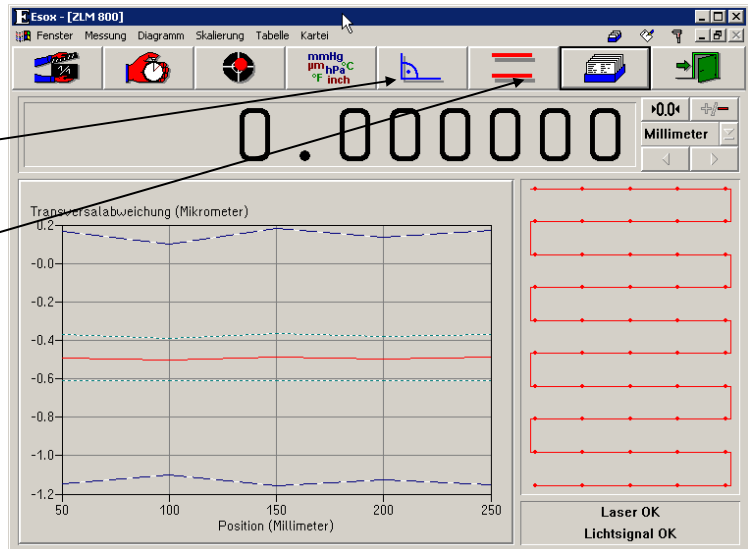 Esox - [ZLM 800]
Fenster Messung Diagramm Skalierung Tabelle Kartei
mmHg
µm hPa °C
°F inch
0.000000
0.0
+/-
Millimeter
Transversalabweichung (Mikrometer)
0.2
-0.0
-0.2
-0.4
-0.6
-0.8
-1.0
-1.2
50 100 150 200 250
Position (Millimeter)
Laser OK
Lichtsignal OK